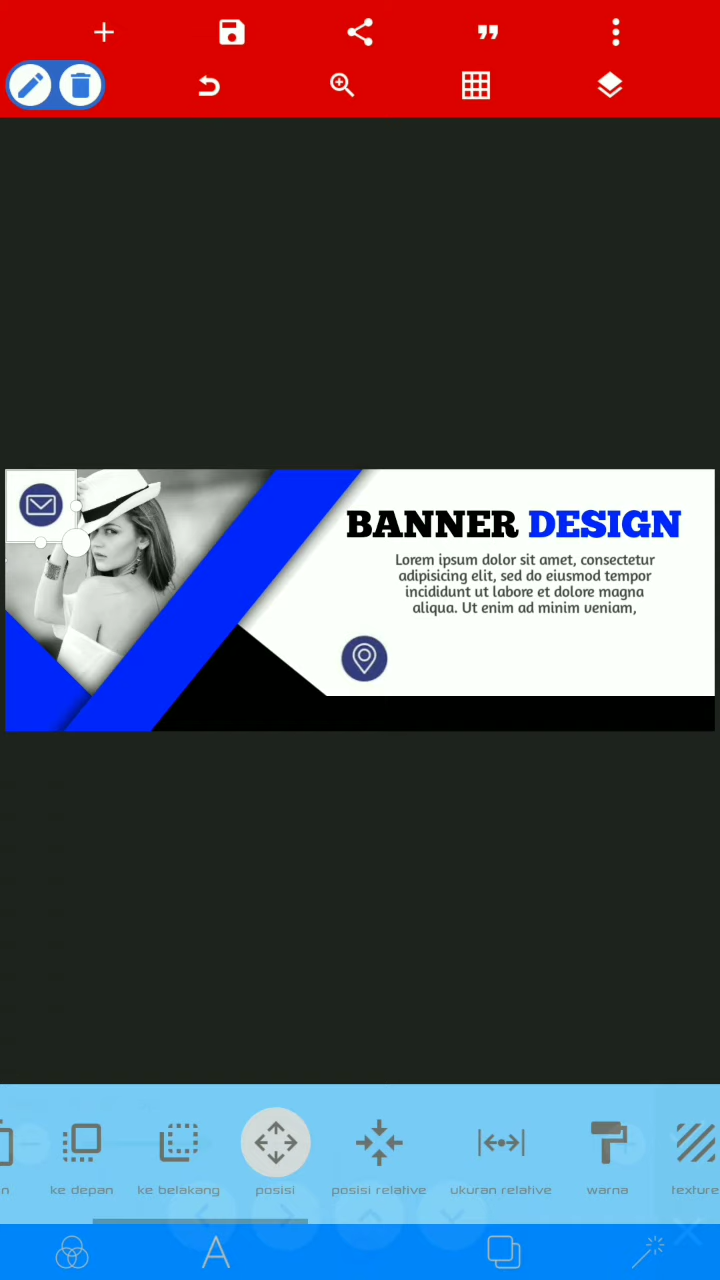 BANNER DESIGN
Lorem ipsum dolor sit amet, consectetur
adipisicing elit, sed do eiusmod tempor
incididunt ut labore et dolore magna
aliqua. Ut enim ad minim veniam,
n ke depan ke belakang posisi posisi relative ukuran relative warna texture